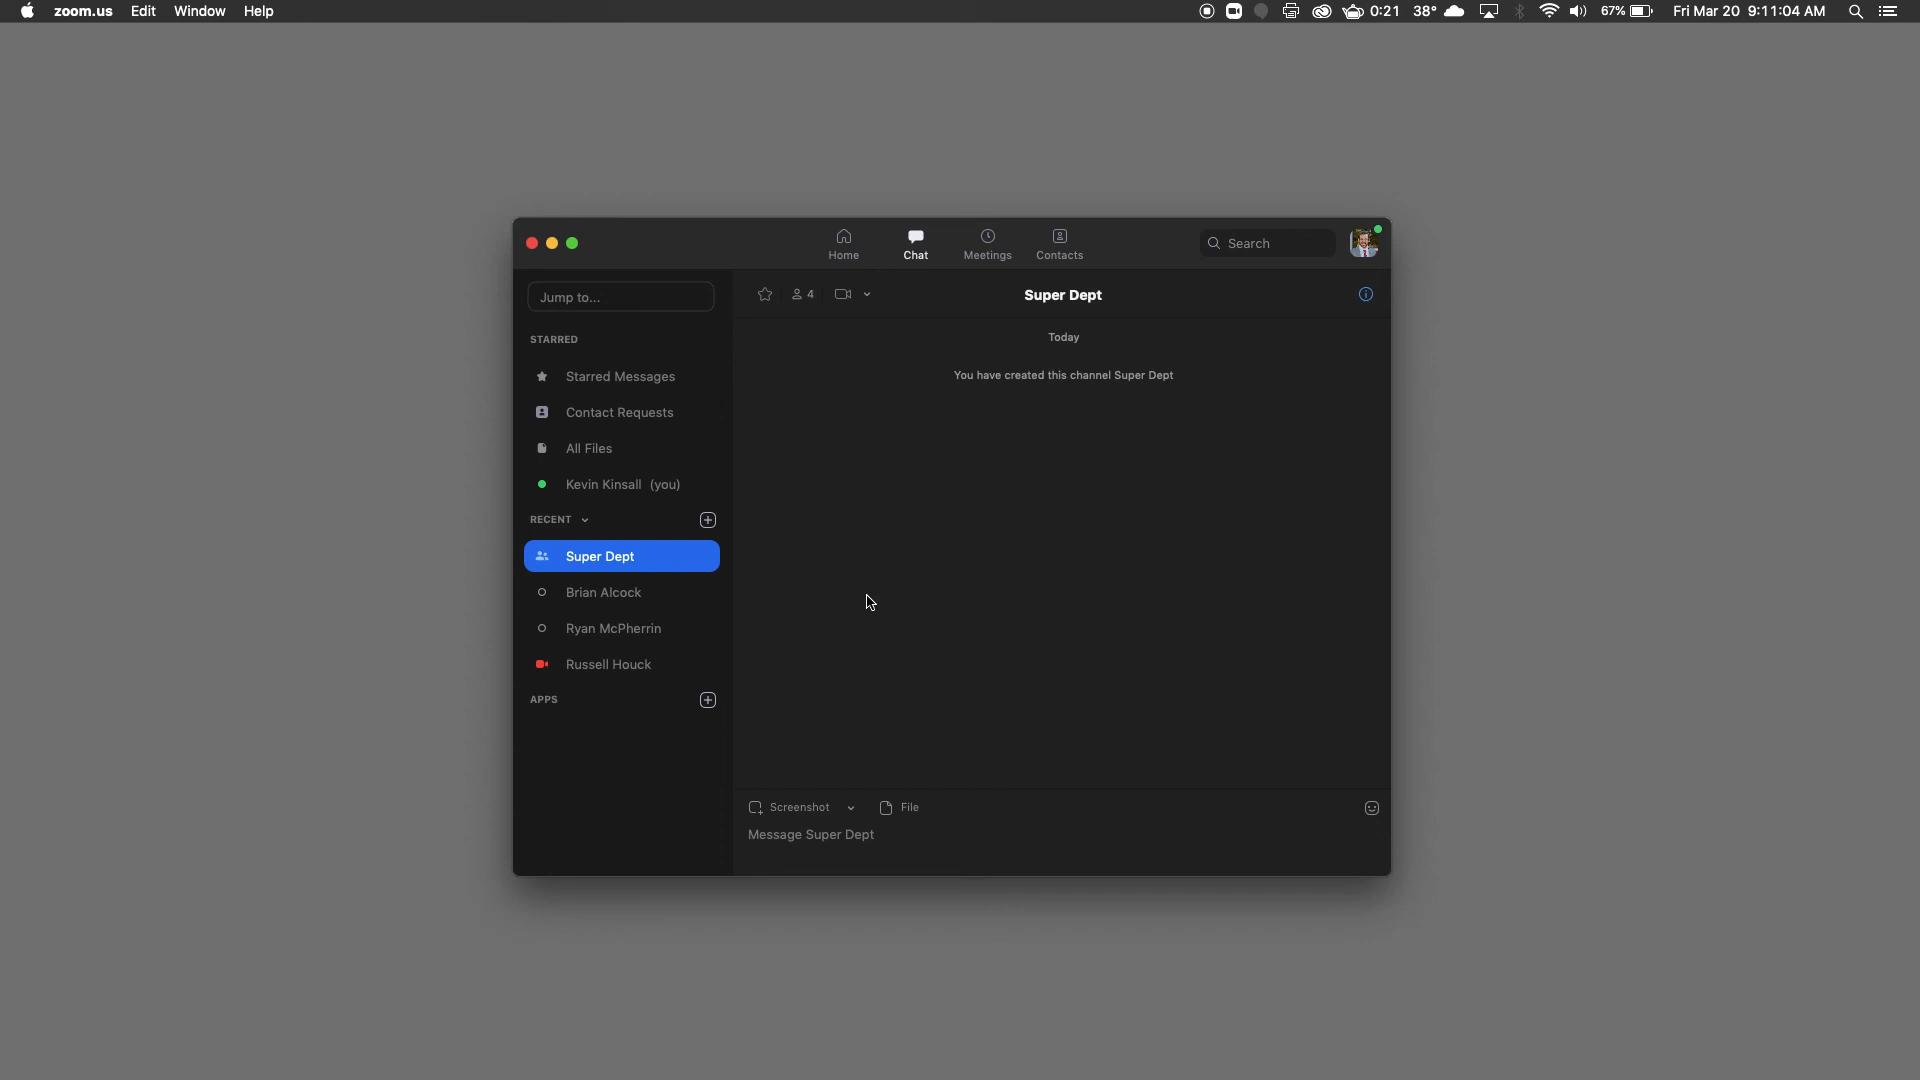 zoom.us Edit Window Help
0:21 38° 67% Fri Mar 20 9:11:04 AM
Home Chat Meetings Contacts
Search
Jump to...
STARRED
Starred Messages
Contact Requests
All Files
Kevin Kinsall (you)
RECENT
Super Dept
Brian Alcock
Ryan McPherrin
Russell Houck
APPS
4
Super Dept
Today
You have created this channel Super Dept
Screenshot File
Message Super Dept